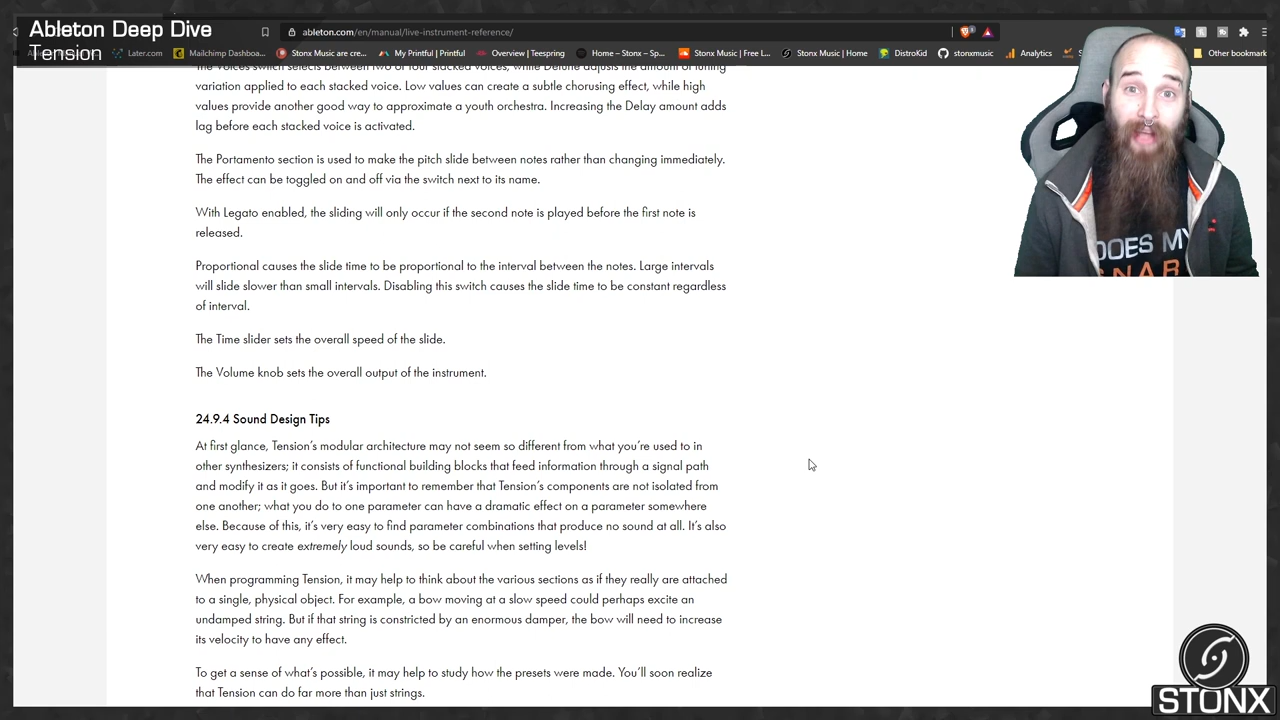 Ableton Deep Dive
Tension
ableton.com/en/manual/live-instrument-reference/
Later.com
Mailchimp Dashboa...
Stonx Music are cre...
My Printful | Printful
Overview | Teespring
Home – Stonx – Sp...
Stonx Music | Free L...
Stonx Music | Home
DistroKid
stonxmusic
Analytics
Other bookmark
The Voices switch selects between two or four stacked voices, while Detune adjusts the amount of tuning
variation applied to each stacked voice. Low values can create a subtle chorusing effect, while high
values provide another good way to approximate a youth orchestra. Increasing the Delay amount adds
lag before each stacked voice is activated.
The Portamento section is used to make the pitch slide between notes rather than changing immediately.
The effect can be toggled on and off via the switch next to its name.
With Legato enabled, the sliding will only occur if the second note is played before the first note is
released.
Proportional causes the slide time to be proportional to the interval between the notes. Large intervals
will slide slower than small intervals. Disabling this switch causes the slide time to be constant regardless
of interval.
The Time slider sets the overall speed of the slide.
The Volume knob sets the overall output of the instrument.
24.9.4 Sound Design Tips
At first glance, Tension's modular architecture may not seem so different from what you're used to in
other synthesizers; it consists of functional building blocks that feed information through a signal path
and modify it as it goes. But it's important to remember that Tension's components are not isolated from
one another; what you do to one parameter can have a dramatic effect on a parameter somewhere
else. Because of this, it's very easy to find parameter combinations that produce no sound at all. It's also
very easy to create extremely loud sounds, so be careful when setting levels!
When programming Tension, it may help to think about the various sections as if they really are attached
to a single, physical object. For example, a bow moving at a slow speed could perhaps excite an
undamped string. But if that string is constricted by an enormous damper, the bow will need to increase
its velocity to have any effect.
To get a sense of what's possible, it may help to study how the presets were made. You'll soon realize
that Tension can do far more than just strings.
DOES MY
SNAR
STONX